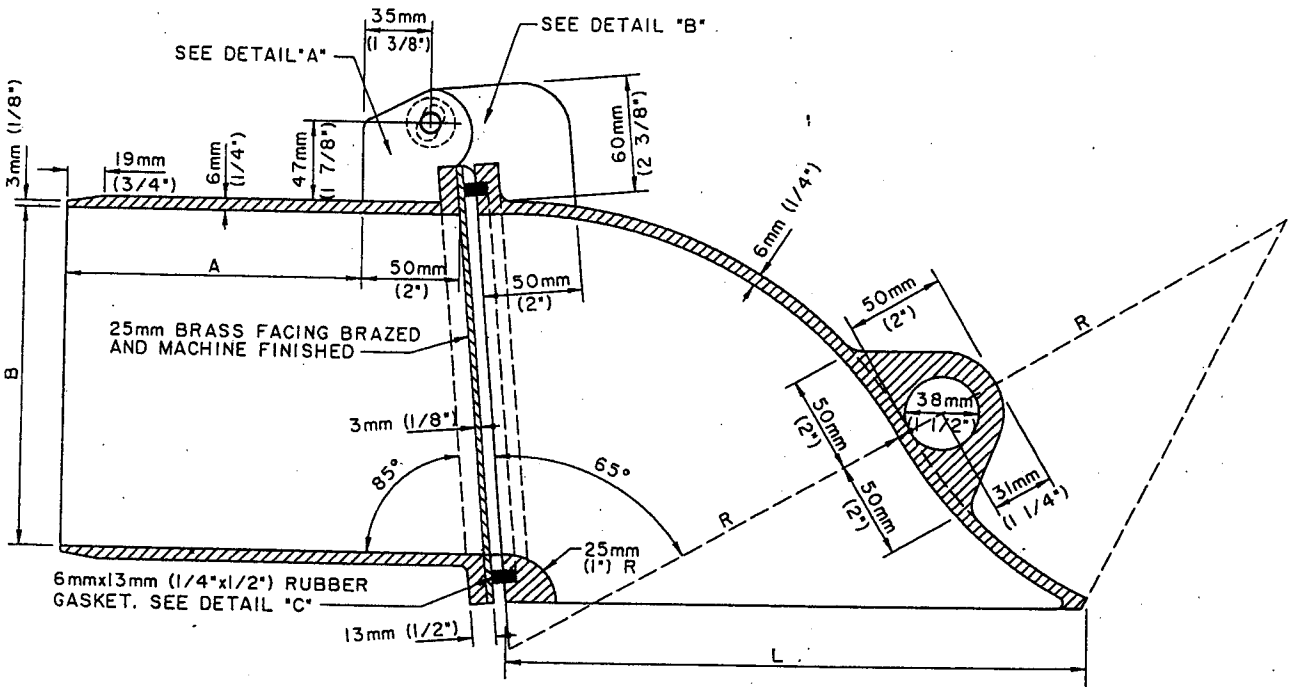 35mm
(1 3/8")
SEE DETAIL "B"
SEE DETAIL"A"
3mm (1/8")
19mm
(3/4")
6mm
(1/4")
47mm
(1 7/8")
60mm
(2 3/8")
6mm (1/4")
A
50mm
(2")
50mm
(2")
50mm
(2")
R
25mm BRASS FACING BRAZED
AND MACHINE FINISHED
B
3mm (1/8")
38mm
(1 1/2")
50mm
(2")
85°
65°
50mm
(2")
31mm
(1 1/4")
R
25mm
(1") R
6mmx13mm (1/4"x1/2") RUBBER
GASKET. SEE DETAIL "C"
13mm (1/2")
L